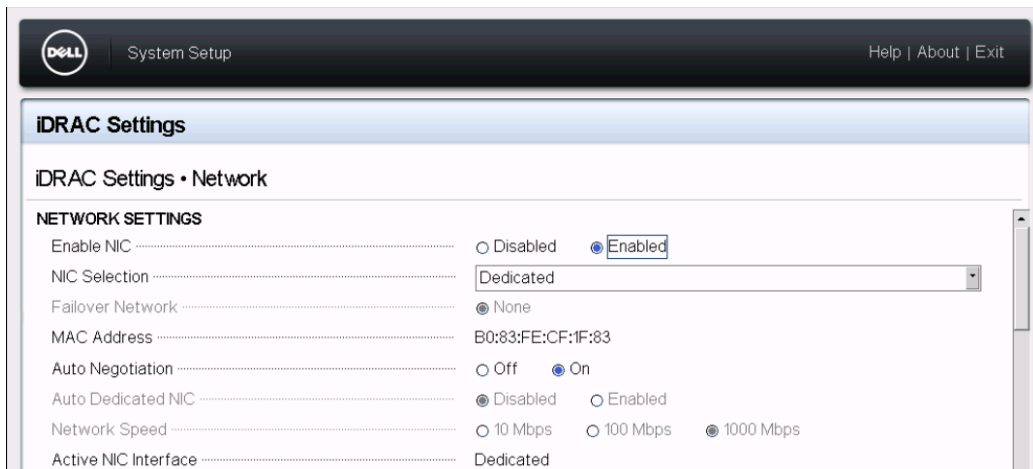 DELL System Setup Help | About | Exit
iDRAC Settings
iDRAC Settings • Network
NETWORK SETTINGS
Enable NIC Disabled Enabled
NIC Selection Dedicated
Failover Network None
MAC Address B0:83:FE:CF:1F:83
Auto Negotiation Off On
Auto Dedicated NIC Disabled Enabled
Network Speed 10 Mbps 100 Mbps 1000 Mbps
Active NIC Interface Dedicated